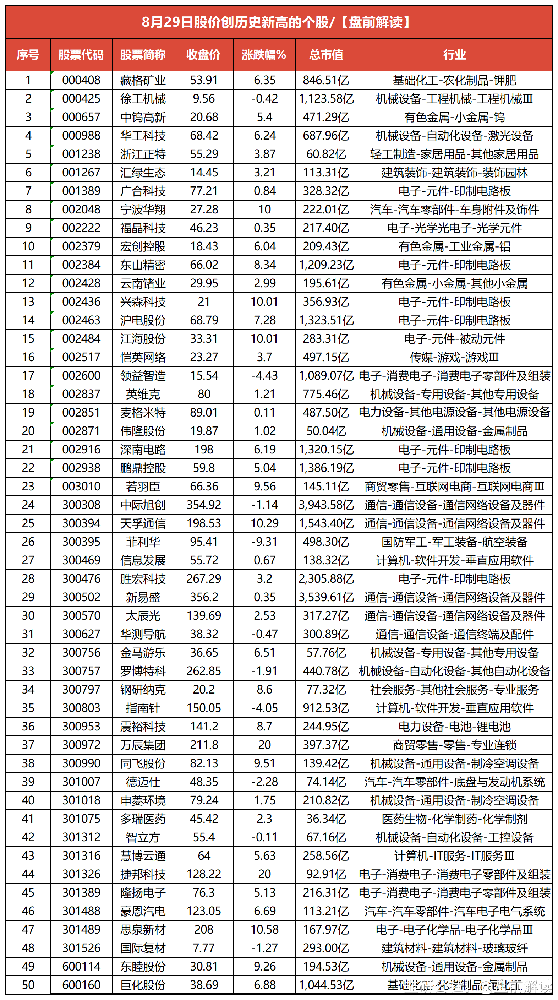 8月29日股价创历史新高的个股/【盘前解读】
序号 股票代码 股票简称 收盘价 涨跌幅% 总市值 行业
1 000408 藏格矿业 53.91 6.35 846.51亿 基础化工-农化制品-钾肥
2 000425 徐工机械 9.56 -0.42 1,123.58亿 机械设备-工程机械-工程机械Ⅲ
3 000657 中钨高新 20.68 5.4 471.29亿 有色金属-小金属-钨
4 000988 华工科技 68.42 6.24 687.96亿 机械设备-自动化设备-激光设备
5 001238 浙江正特 55.29 3.87 60.82亿 轻工制造-家居用品-其他家居用品
6 001267 汇绿生态 14.45 3.21 113.31亿 建筑装饰-建筑装饰-装饰园林
7 001389 广合科技 77.21 0.84 328.32亿 电子-元件-印制电路板
8 002048 宁波华翔 27.28 10 222.01亿 汽车-汽车零部件-车身附件及饰件
9 002222 福晶科技 46.23 0.35 217.40亿 电子-光学光电子-光学元件
10 002379 宏创控股 18.43 6.04 209.43亿 有色金属-工业金属-铝
11 002384 东山精密 66.02 8.34 1,209.23亿 电子-元件-印制电路板
12 002428 云南锗业 29.95 2.99 195.61亿 有色金属-小金属-其他小金属
13 002436 兴森科技 21 10.01 356.93亿 电子-元件-印制电路板
14 002463 沪电股份 68.79 7.28 1,323.51亿 电子-元件-印制电路板
15 002484 江海股份 33.31 10.01 283.31亿 电子-元件-被动元件
16 002517 恺英网络 23.27 3.7 497.15亿 传媒-游戏-游戏Ⅲ
17 002600 领益智造 15.54 -4.43 1,089.07亿 电子-消费电子-消费电子零部件及组装
18 002837 英维克 80 1.21 775.46亿 机械设备-专用设备-其他专用设备
19 002851 麦格米特 89.01 0.11 487.50亿 电力设备-其他电源设备-其他电源设备
20 002871 伟隆股份 19.87 1.02 50.04亿 机械设备-通用设备-金属制品
21 002916 深南电路 198 6.19 1,320.15亿 电子-元件-印制电路板
22 002938 鹏鼎控股 59.8 5.04 1,386.19亿 电子-元件-印制电路板
23 003010 若羽臣 66.36 9.56 145.11亿 商贸零售-互联网电商-互联网电商Ⅲ
24 300308 中际旭创 354.92 -1.14 3,943.58亿 通信-通信设备-通信网络设备及器件
25 300394 天孚通信 198.53 10.29 1,543.40亿 通信-通信设备-通信网络设备及器件
26 300395 菲利华 95.41 -9.31 498.30亿 国防军工-军工装备-航空装备
27 300469 信息发展 55.72 0.67 138.32亿 计算机-软件开发-垂直应用软件
28 300476 胜宏科技 267.29 3.2 2,305.88亿 电子-元件-印制电路板
29 300502 新易盛 356.2 0.35 3,539.61亿 通信-通信设备-通信网络设备及器件
30 300570 太辰光 139.69 2.53 317.27亿 通信-通信设备-通信网络设备及器件
31 300627 华测导航 38.32 -0.47 300.89亿 通信-通信设备-通信终端及配件
32 300756 金马游乐 36.65 6.51 57.76亿 机械设备-专用设备-其他专用设备
33 300757 罗博特科 262.85 -1.91 440.78亿 机械设备-自动化设备-其他自动化设备
34 300797 钢研纳克 20.2 8.6 77.32亿 社会服务-其他社会服务-专业服务
35 300803 指南针 150.05 -4.05 912.53亿 计算机-软件开发-垂直应用软件
36 300953 震裕科技 141.2 8.7 244.95亿 电力设备-电池-锂电池
37 300972 万辰集团 211.8 20 397.37亿 商贸零售-零售-专业连锁
38 300990 同飞股份 82.13 9.51 139.42亿 机械设备-通用设备-制冷空调设备
39 301007 德迈仕 48.35 -2.28 74.14亿 汽车-汽车零部件-底盘与发动机系统
40 301018 申菱环境 79.24 1.75 210.82亿 机械设备-通用设备-制冷空调设备
41 301075 多瑞医药 45.42 2.3 36.34亿 医药生物-化学制药-化学制剂
42 301312 智立方 55.4 -0.11 67.16亿 机械设备-自动化设备-工控设备
43 301316 慧博云通 64 5.63 258.56亿 计算机-IT服务-IT服务Ⅲ
44 301326 捷邦科技 128.22 20 92.91亿 电子-消费电子-消费电子零部件及组装
45 301389 隆扬电子 76.3 5.13 216.31亿 电子-消费电子-消费电子零部件及组装
46 301488 豪恩汽电 123.05 6.69 113.21亿 汽车-汽车零部件-汽车电子电气系统
47 301489 思泉新材 208 10.58 167.97亿 电子-电子化学品-电子化学品Ⅲ
48 301526 国际复材 7.77 -1.27 293.00亿 建筑材料-建筑材料-玻璃玻纤
49 600114 东睦股份 30.81 9.26 194.53亿 机械设备-通用设备-金属制品
50 600160 巨化股份 38.69 6.88 1,044.53亿 基础化工-化学制品-氟化工
韭研公社 @盘前解读